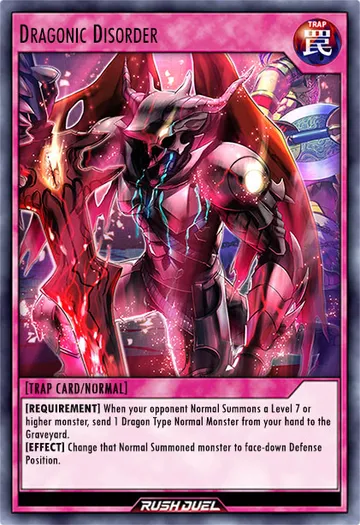 DRAGONIC DISORDER
TRAP
罠
[TRAP CARD/NORMAL]
[REQUIREMENT] When your opponent Normal Summons a Level 7 or
higher monster, send 1 Dragon Type Normal Monster from your hand to the
Graveyard.
[EFFECT] Change that Normal Summoned monster to face-down Defense
Position.
RUSH DUEL